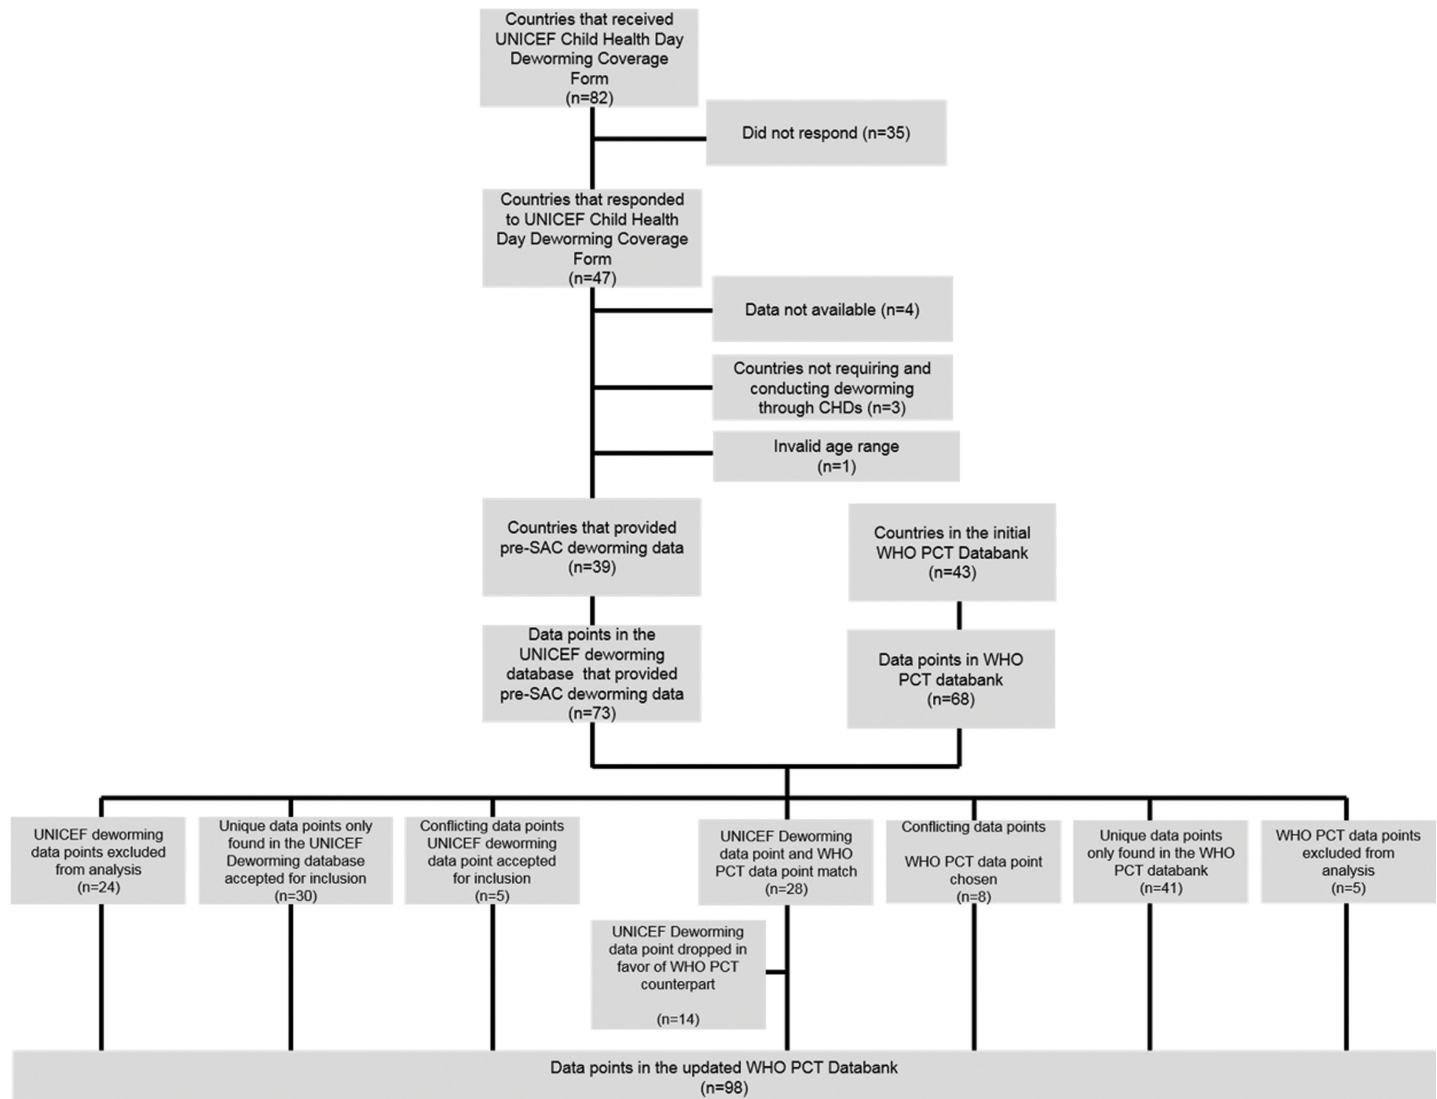 Countries that received
UNICEF Child Health Day
Deworming Coverage
Form
(n=82)
Did not respond (n=35)
Countries that responded
to UNICEF Child Health
Day Deworming Coverage
Form
(n=47)
Data not available (n=4)
Countries not requiring and
conducting deworming
through CHDs (n=3)
Invalid age range
(n=1)
Countries that provided
pre-SAC deworming data
(n=39)
Countries in the initial
WHO PCT Databank
(n=43)
Data points in the
UNICEF deworming
database that provided
pre-SAC deworming data
(n=73)
Data points in WHO
PCT databank
(n=68)
UNICEF deworming
data points excluded
from analysis
(n=24)
Unique data points only
found in the UNICEF
Deworming database
accepted for inclusion
(n=30)
Conflicting data points
UNICEF deworming
data point accepted
for inclusion
(n=5)
UNICEF Deworming
data point and WHO
PCT data point match
(n=28)
Conflicting data points
WHO PCT data point
chosen
(n=8)
Unique data points
only found in the WHO
PCT databank
(n=41)
WHO PCT data points
excluded from
analysis
(n=5)
UNICEF Deworming
data point dropped in
favor of WHO PCT
counterpart
(n=14)
Data points in the updated WHO PCT Databank
(n=98)